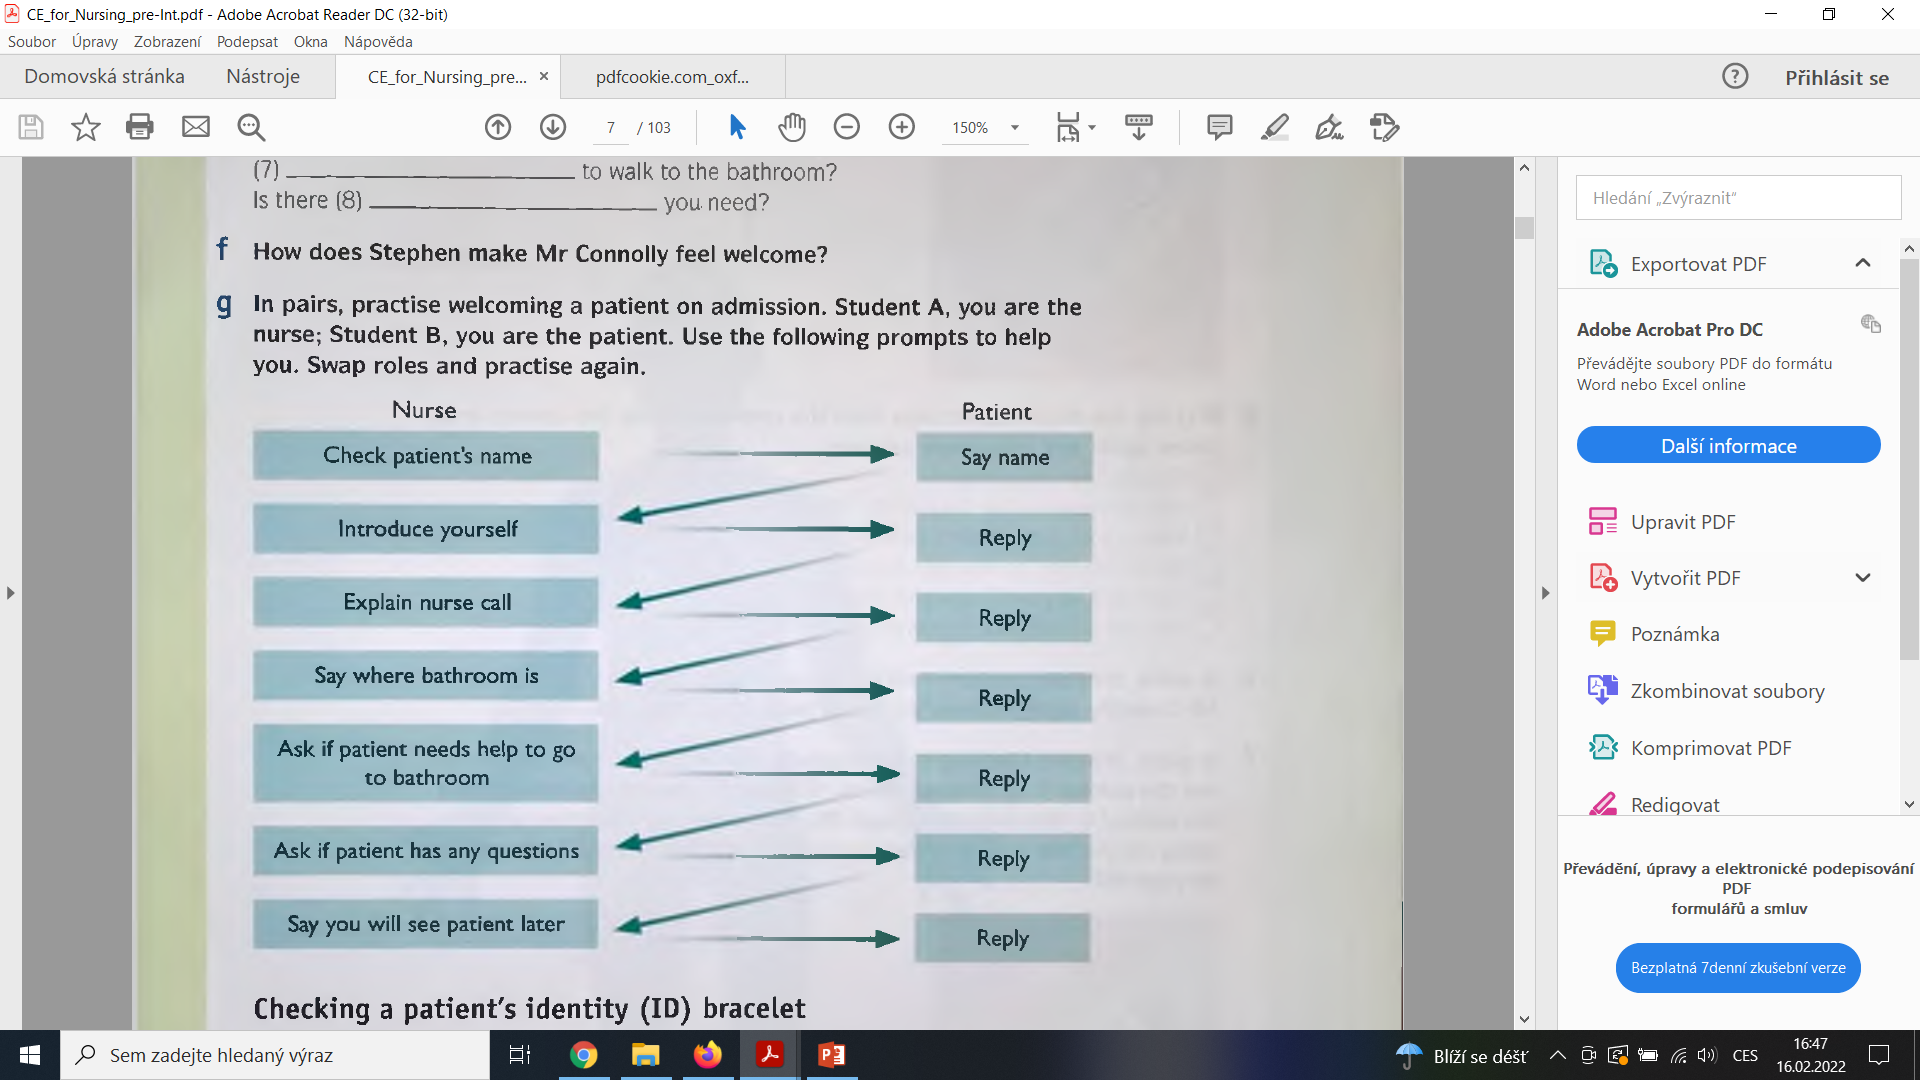 CE_for_Nursing_pre-Int.pdf - Adobe Acrobat Reader DC (32-bit)
Soubor Úpravy Zobrazení Podepsat Okna Nápověda
Domovská stránka Nástroje CE_for_Nursing_pre... × pdfcookie.com_oxf... Přihlásit se
7 / 103 150%
(7) ______ to walk to the bathroom?
Is there (8) ______ you need?
f How does Stephen make Mr Connolly feel welcome?
g In pairs, practise welcoming a patient on admission. Student A, you are the
nurse; Student B, you are the patient. Use the following prompts to help
you. Swap roles and practise again.
Nurse Patient
Check patient's name Say name
Introduce yourself Reply
Explain nurse call Reply
Say where bathroom is Reply
Ask if patient needs help to go
to bathroom Reply
Ask if patient has any questions Reply
Say you will see patient later Reply
Checking a patient's identity (ID) bracelet
Hledání „Zvýraznit“
Exportovat PDF
Adobe Acrobat Pro DC
Převádějte soubory PDF do formátu
Word nebo Excel online
Další informace
Upravit PDF
Vytvořit PDF
Poznámka
Zkombinovat soubory
Komprimovat PDF
Redigovat
Převádění, úpravy a elektronické podepisování
PDF
formulářů a smluv
Bezplatná 7denní zkušební verze
Sem zadejte hledaný výraz
Blíží se déšť CES 16:47
16.02.2022